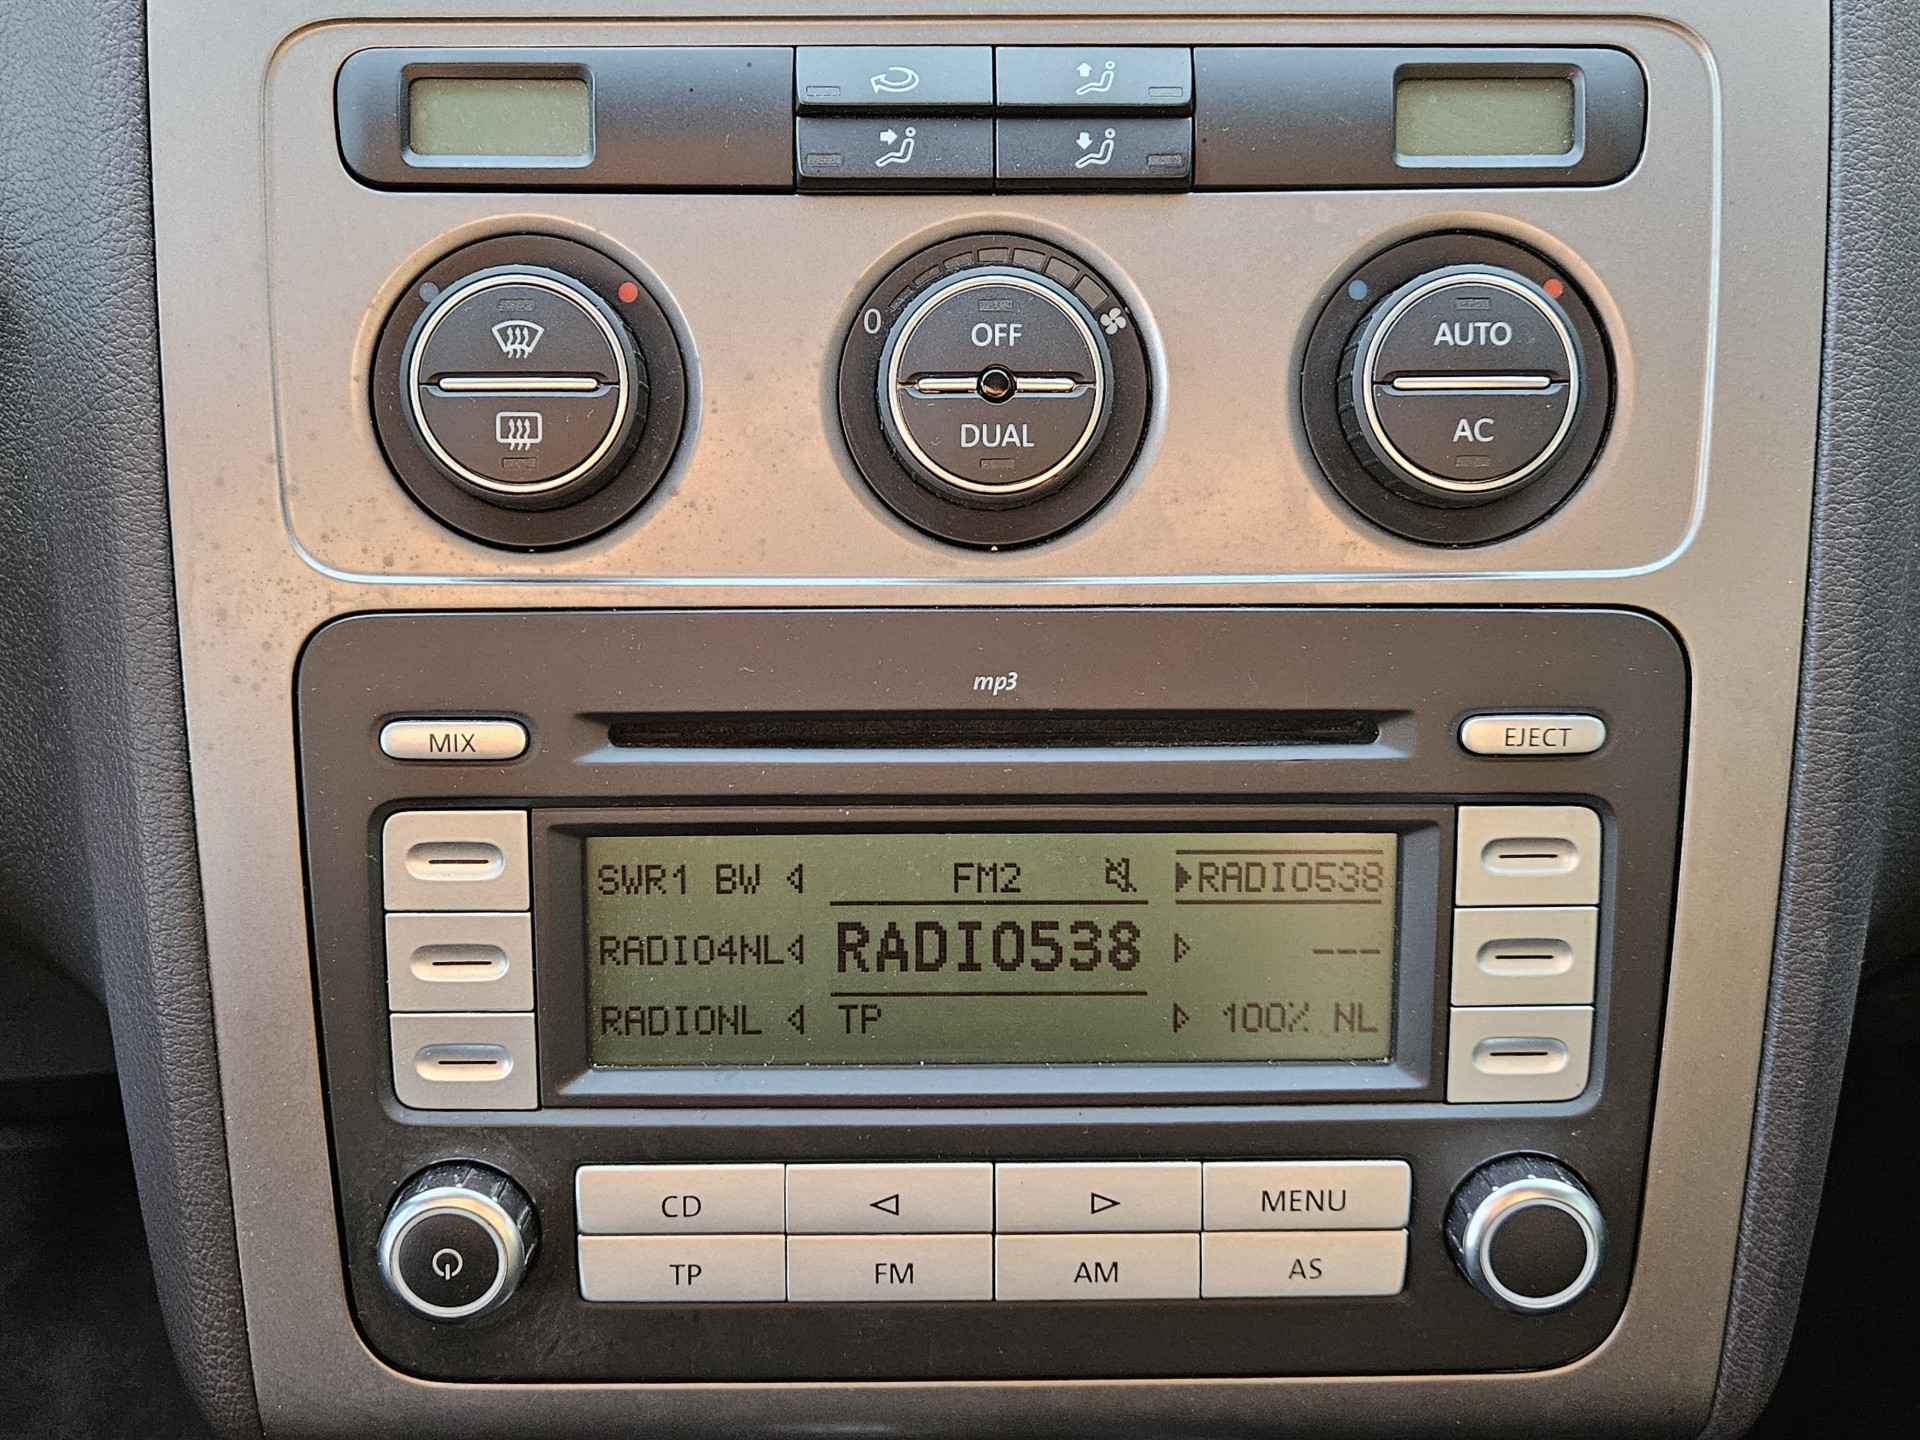 0
OFF
DUAL
AUTO
AC
mp3
MIX
EJECT
SWR1 BW FM2 RADIO538
RADIO4NL RADIO538 ---
RADIONL TP 100% NL
CD MENU
TP FM AM AS